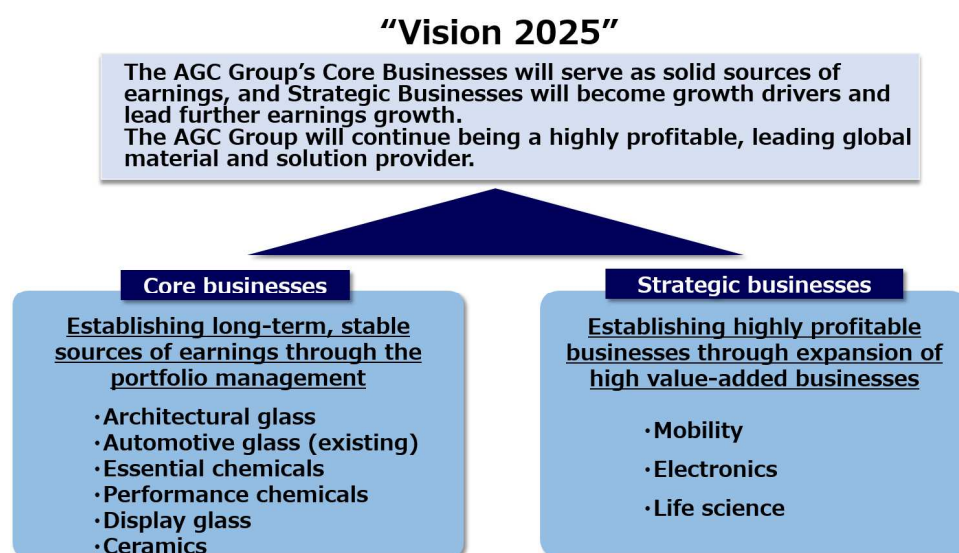 “Vision 2025”
The AGC Group’s Core Businesses will serve as solid sources of
earnings, and Strategic Businesses will become growth drivers and
lead further earnings growth.
The AGC Group will continue being a highly profitable, leading global
material and solution provider.
Core businesses
Establishing long-term, stable
sources of earnings through the
portfolio management
・Architectural glass
・Automotive glass (existing)
・Essential chemicals
・Performance chemicals
・Display glass
・Ceramics
Strategic businesses
Establishing highly profitable
businesses through expansion of
high value-added businesses
・Mobility
・Electronics
・Life science